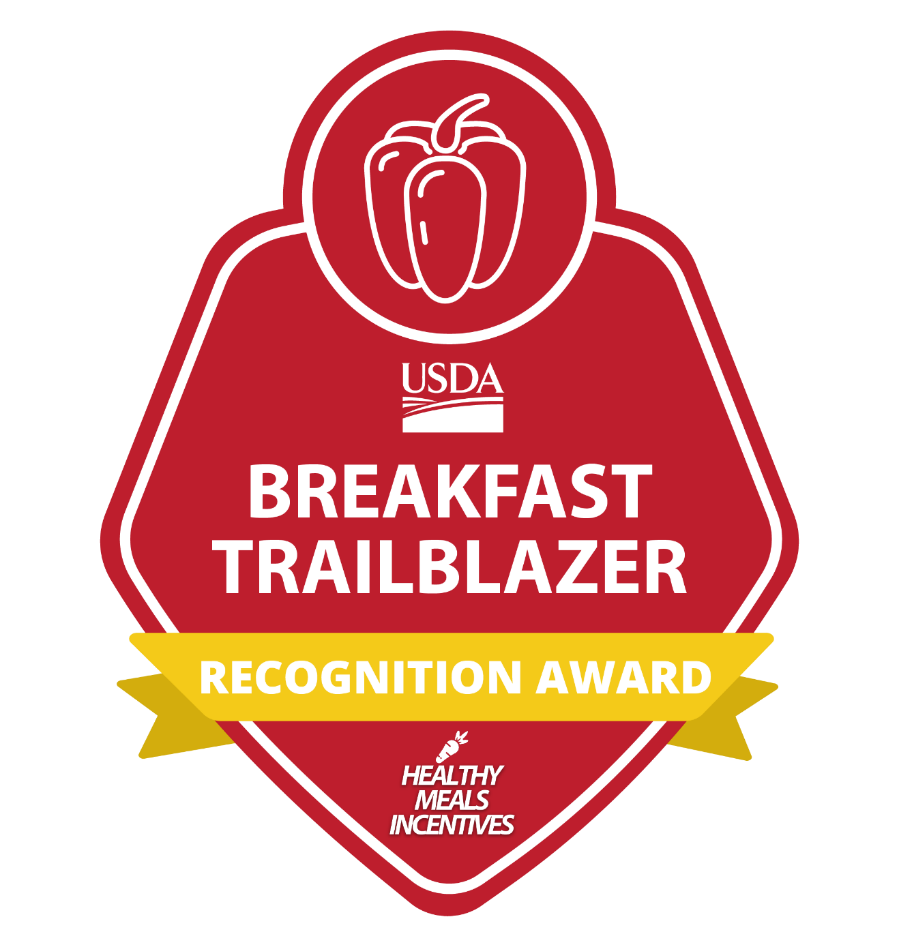 USDA
BREAKFAST
TRAILBLAZER
RECOGNITION AWARD
HEALTHY
MEALS
INCENTIVES